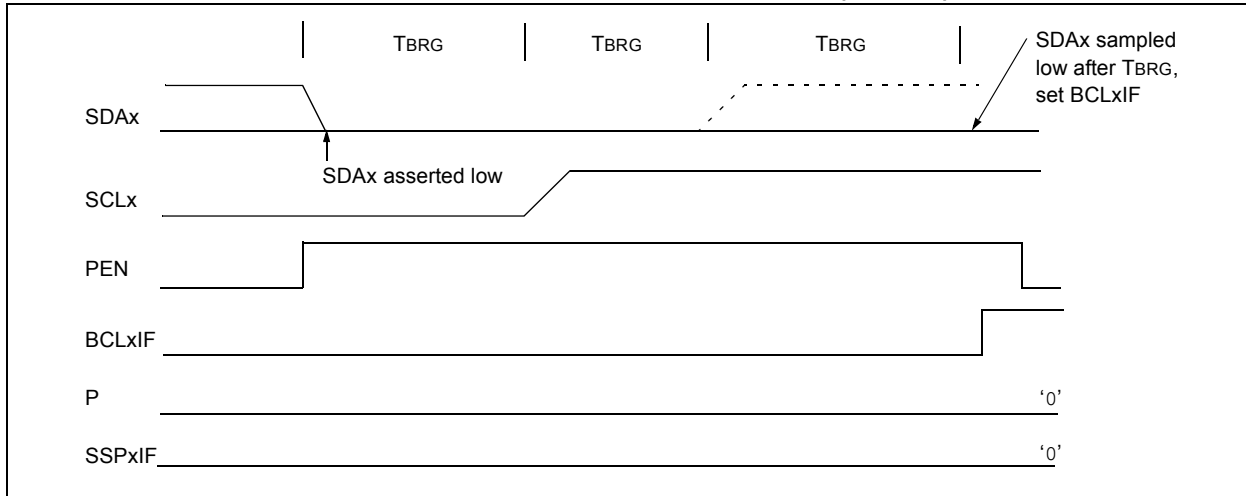 TBRG TBRG TBRG
SDAx sampled
low after TBRG,
set BCLxIF
SDAx
SDAx asserted low
SCLx
PEN
BCLxIF
P ‘0’
SSPxIF ‘0’